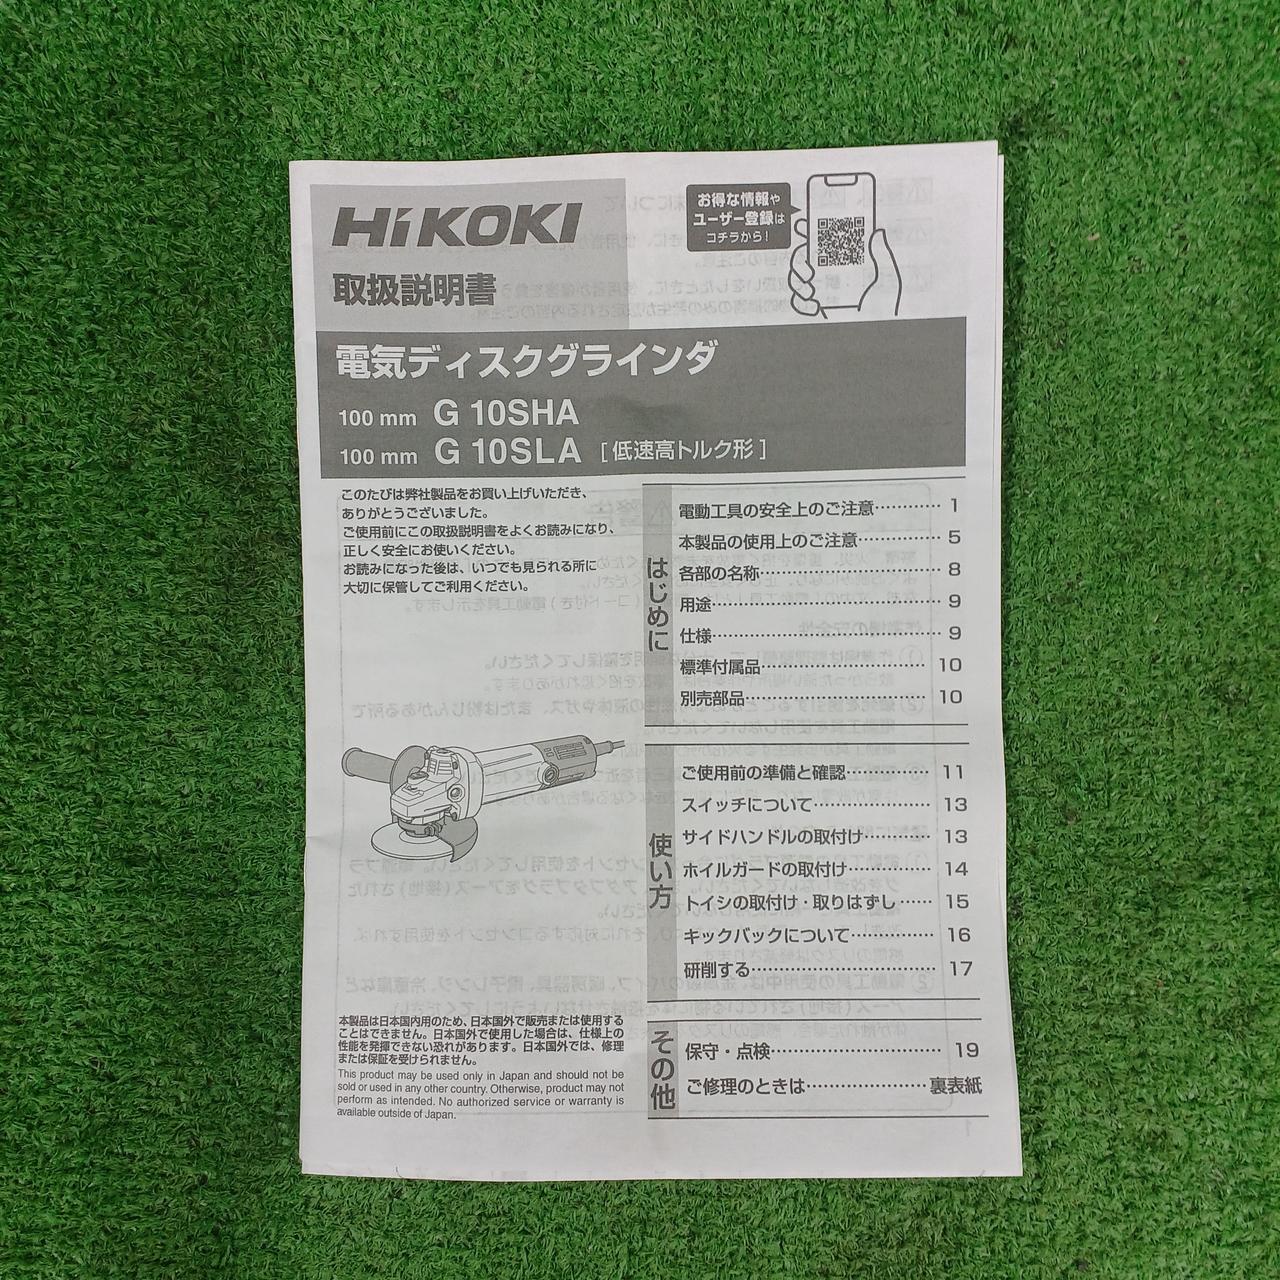 HiKOKI
取扱説明書
お得な情報や
ユーザー登録は
コチラから!
電気ディスクグラインダ
100 mm G 10SHA
100 mm G 10SLA [低速高トルク形]
このたびは弊社製品をお買い上げいただき、
ありがとうございました。
ご使用前にこの取扱説明書をよくお読みになり、
正しく安全にお使いください。
お読みになった後は、いつでも見られる所に
大切に保管してご利用ください。
はじめに
電動工具の安全上のご注意………… 1
本製品の使用上のご注意………… 5
各部の名称………… 8
用途………… 9
仕様………… 9
標準付属品………… 10
別売部品………… 10
使い方
ご使用前の準備と確認………… 11
スイッチについて………… 13
サイドハンドルの取付け………… 13
ホイルガードの取付け………… 14
トイシの取付け・取りはずし…… 15
キックバックについて………… 16
研削する………… 17
その他
保守・点検………… 19
ご修理のときは………… 裏表紙
本製品は日本国内用のため、日本国外で販売または使用する
ことはできません。日本国外で使用した場合は、仕様上の
性能を発揮できない恐れがあります。日本国外では、修理
または保証を受けられません。
This product may be used only in Japan and should not be
sold or used in any other country. Otherwise, product may not
perform as intended. No authorized service or warranty is
available outside of Japan.